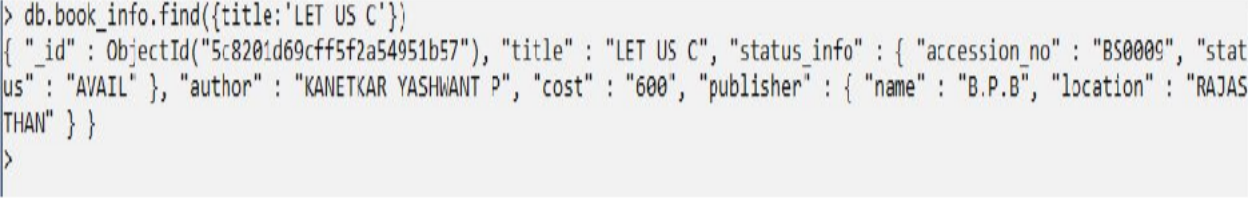 > db.book_info.find({title:'LET US C'})
{ "_id" : ObjectId("5c8201d69cff5f2a54951b57"), "title" : "LET US C", "status_info" : { "accession_no" : "BS0009", "stat
us" : "AVAIL" }, "author" : "KANETKAR YASHWANT P", "cost" : "600", "publisher" : { "name" : "B.P.B", "location" : "RAJAS
THAN" } }
>